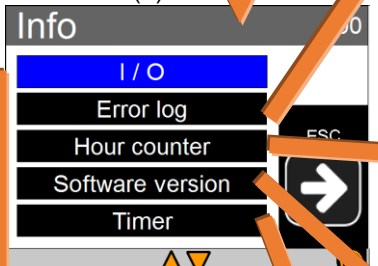 Info
I / O
Error log
ESC
Hour counter
Software version
Timer